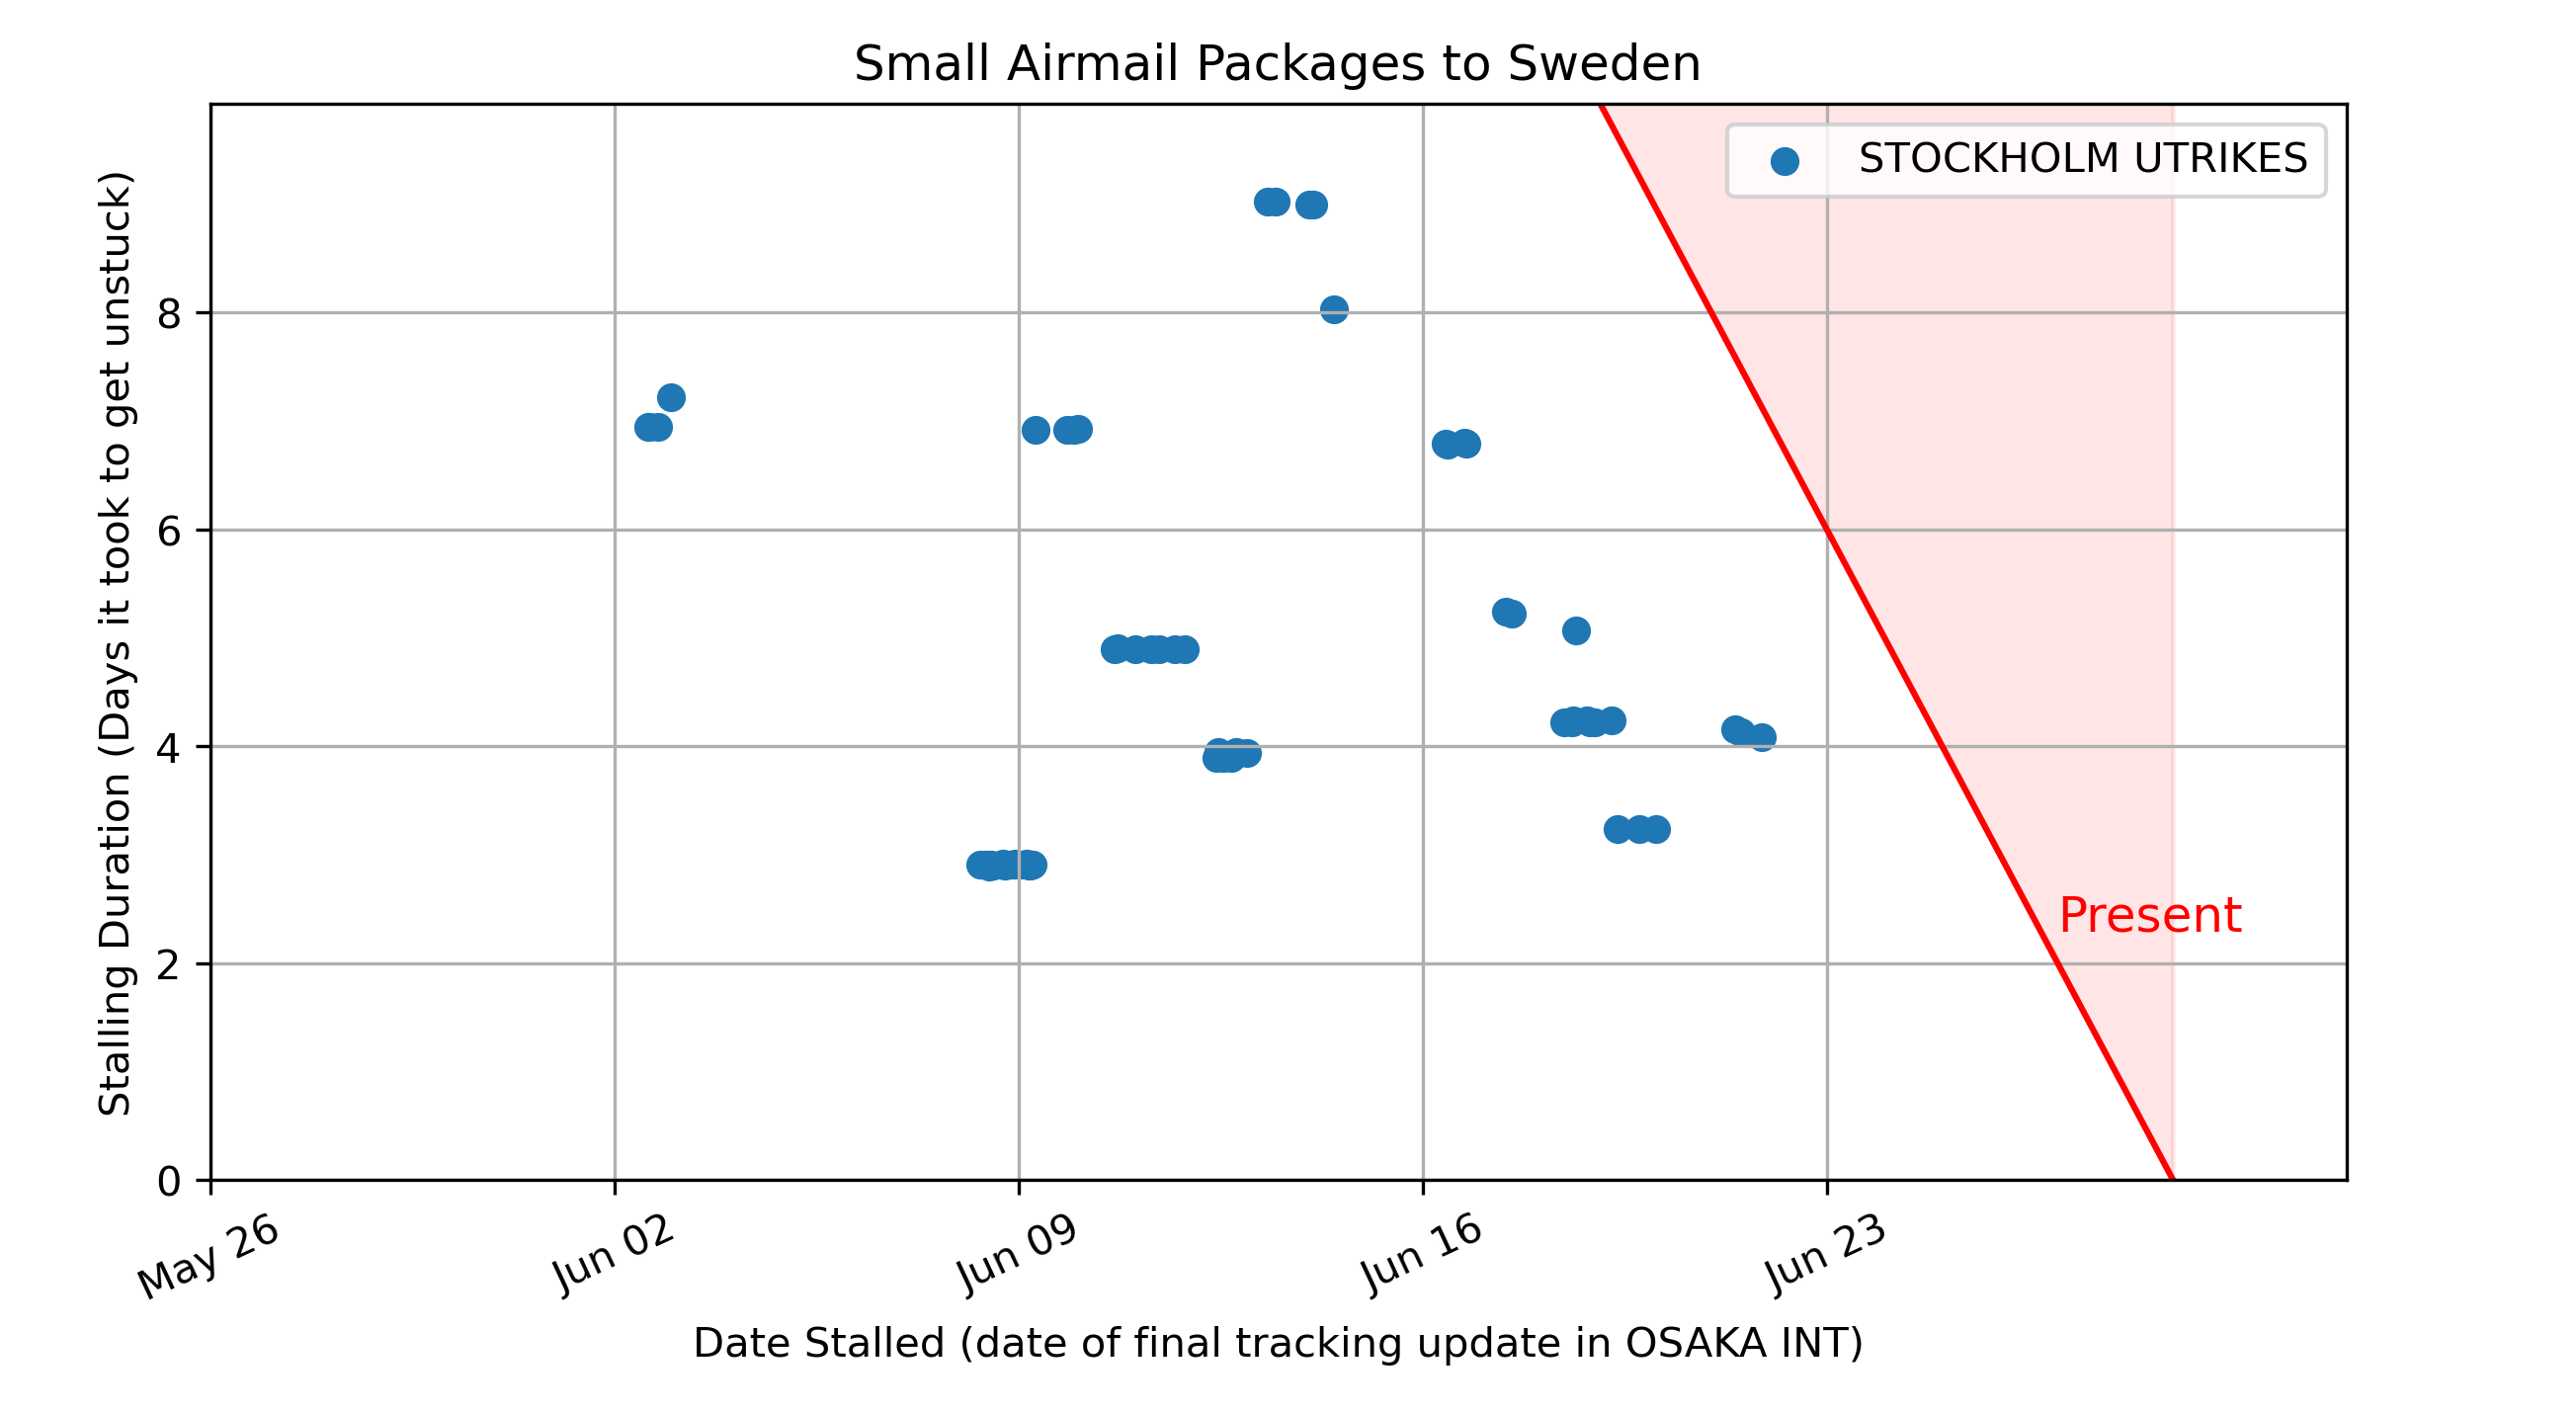 Small Airmail Packages to Sweden
STOCKHOLM UTRIKES
Stalling Duration (Days it took to get unstuck)
8
6
4
2
0
Present
May 26
Jun 02
Jun 09
Jun 16
Jun 23
Date Stalled (date of final tracking update in OSAKA INT)